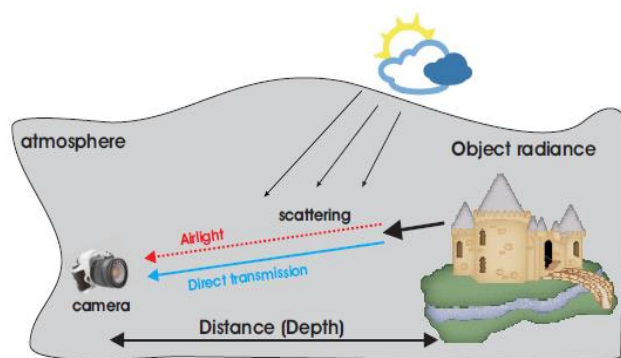 atmosphere
Object radiance
scattering
Airlight
Direct transmission
camera
Distance (Depth)